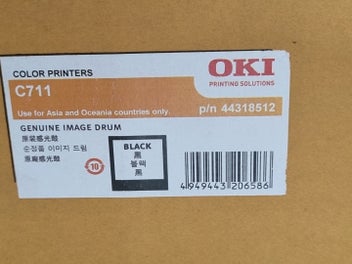 COLOR PRINTERS
OKI
PRINTING SOLUTIONS
C711
Use for Asia and Oceania countries only.
p/n 44318512
GENUINE IMAGE DRUM
原装感光鼓
순정품 이미지 드럼
原廠感光鼓
10
BLACK
黑
블랙
黑
4 949443 206586